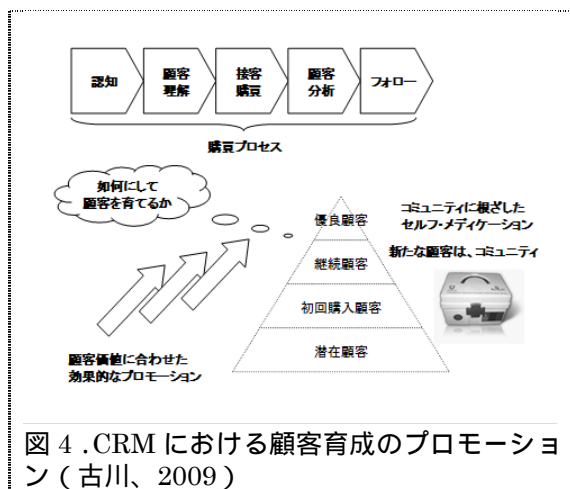 認知
顧客
理解
接客
購買
顧客
分析
フォロー
購買プロセス
如何にして
顧客を育てるか
優良顧客
継続顧客
初回購入顧客
潜在顧客
コミュニティに根ざした
セルフ・メディケーション
新たな顧客は、コミュニティ
顧客価値に合わせた
効果的なプロモーション
図 4 .CRM における顧客育成のプロモーショ
ン（古川、2009）